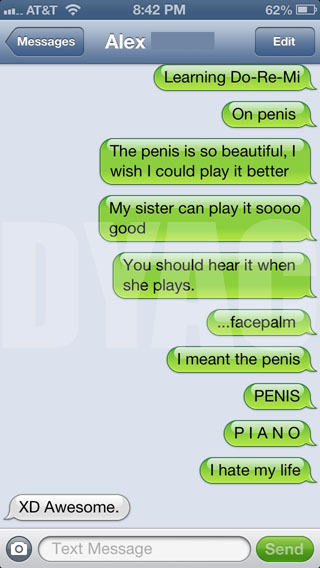 AT&T 8:42 PM 62%
Messages Alex Edit
Learning Do-Re-Mi
On penis
The penis is so beautiful, I
wish I could play it better
My sister can play it soooo
good
You should hear it when
she plays.
...facepalm
I meant the penis
PENIS
P I A N O
I hate my life
XD Awesome.
Text Message Send
DYAC